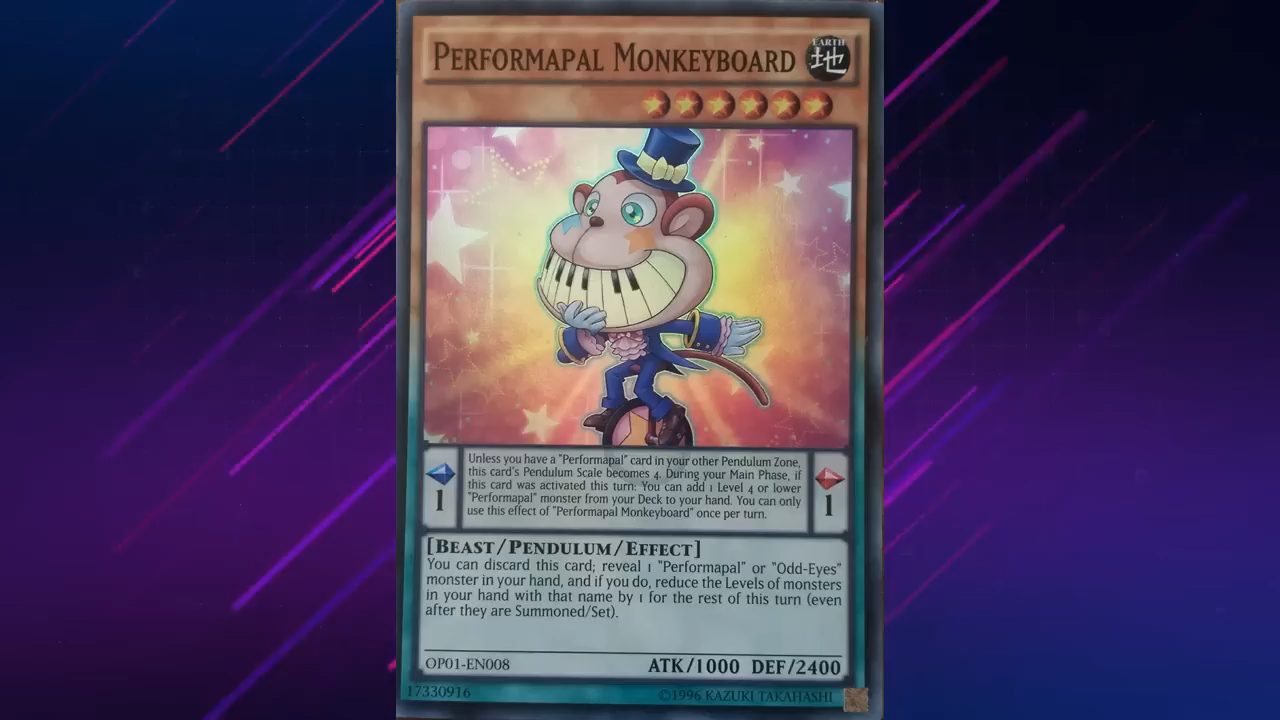 PERFORMAPAL MONKEYBOARD
EARTH
地
Unless you have a "Performapal" card in your other Pendulum Zone,
this card's Pendulum Scale becomes 4. During your Main Phase, if
this card was activated this turn: You can add 1 Level 4 or lower
"Performapal" monster from your Deck to your hand. You can only
use this effect of "Performapal Monkeyboard" once per turn.
1
1
[BEAST/PENDULUM/EFFECT]
You can discard this card; reveal 1 "Performapal" or "Odd-Eyes"
monster in your hand, and if you do, reduce the Levels of monsters
in your hand with that name by 1 for the rest of this turn (even
after they are Summoned/Set).
OP01-EN008
ATK/1000 DEF/2400
17330916
©1996 KAZUKI TAKAHASHI